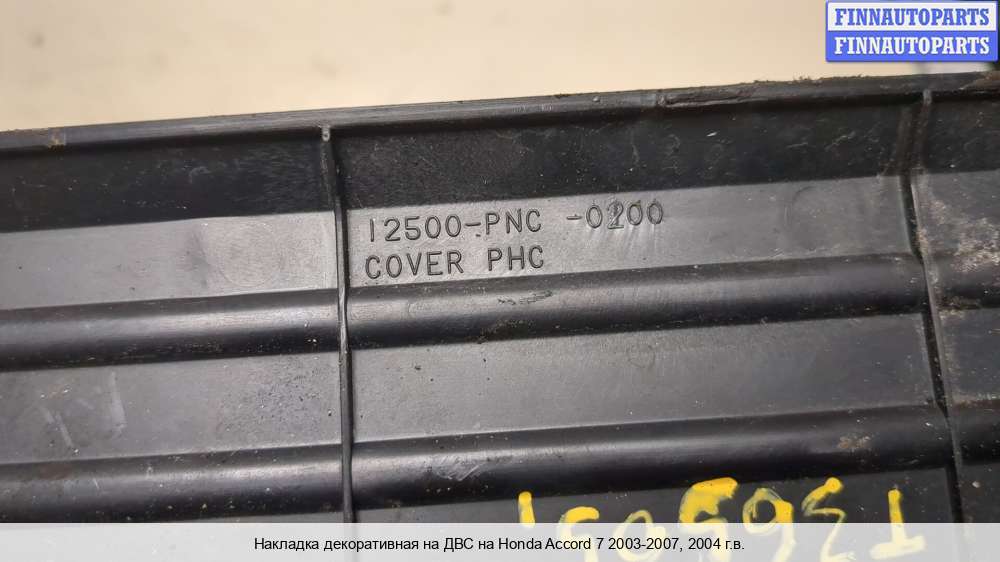 FINNAUTOPARTS
FINNAUTOPARTS
12500-PNC -0200
COVER PHC
Накладка декоративная на ДВС на Honda Accord 7 2003-2007, 2004 г.в.